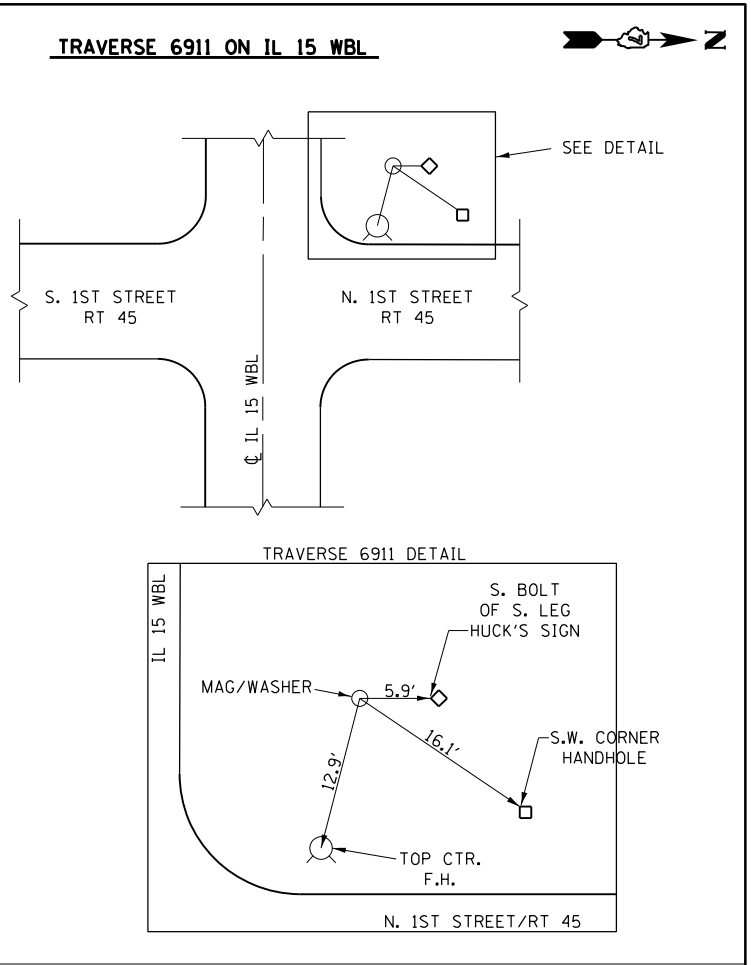 TRAVERSE 6911 ON IL 15 WBL
N
SEE DETAIL
S. 1ST STREET
RT 45
N. 1ST STREET
RT 45
℄ IL 15 WBL
TRAVERSE 6911 DETAIL
IL 15 WBL
S. BOLT
OF S. LEG
HUCK'S SIGN
MAG/WASHER
5.9'
16.1'
12.9'
S.W. CORNER
HANDHOLE
TOP CTR.
F.H.
N. 1ST STREET/RT 45